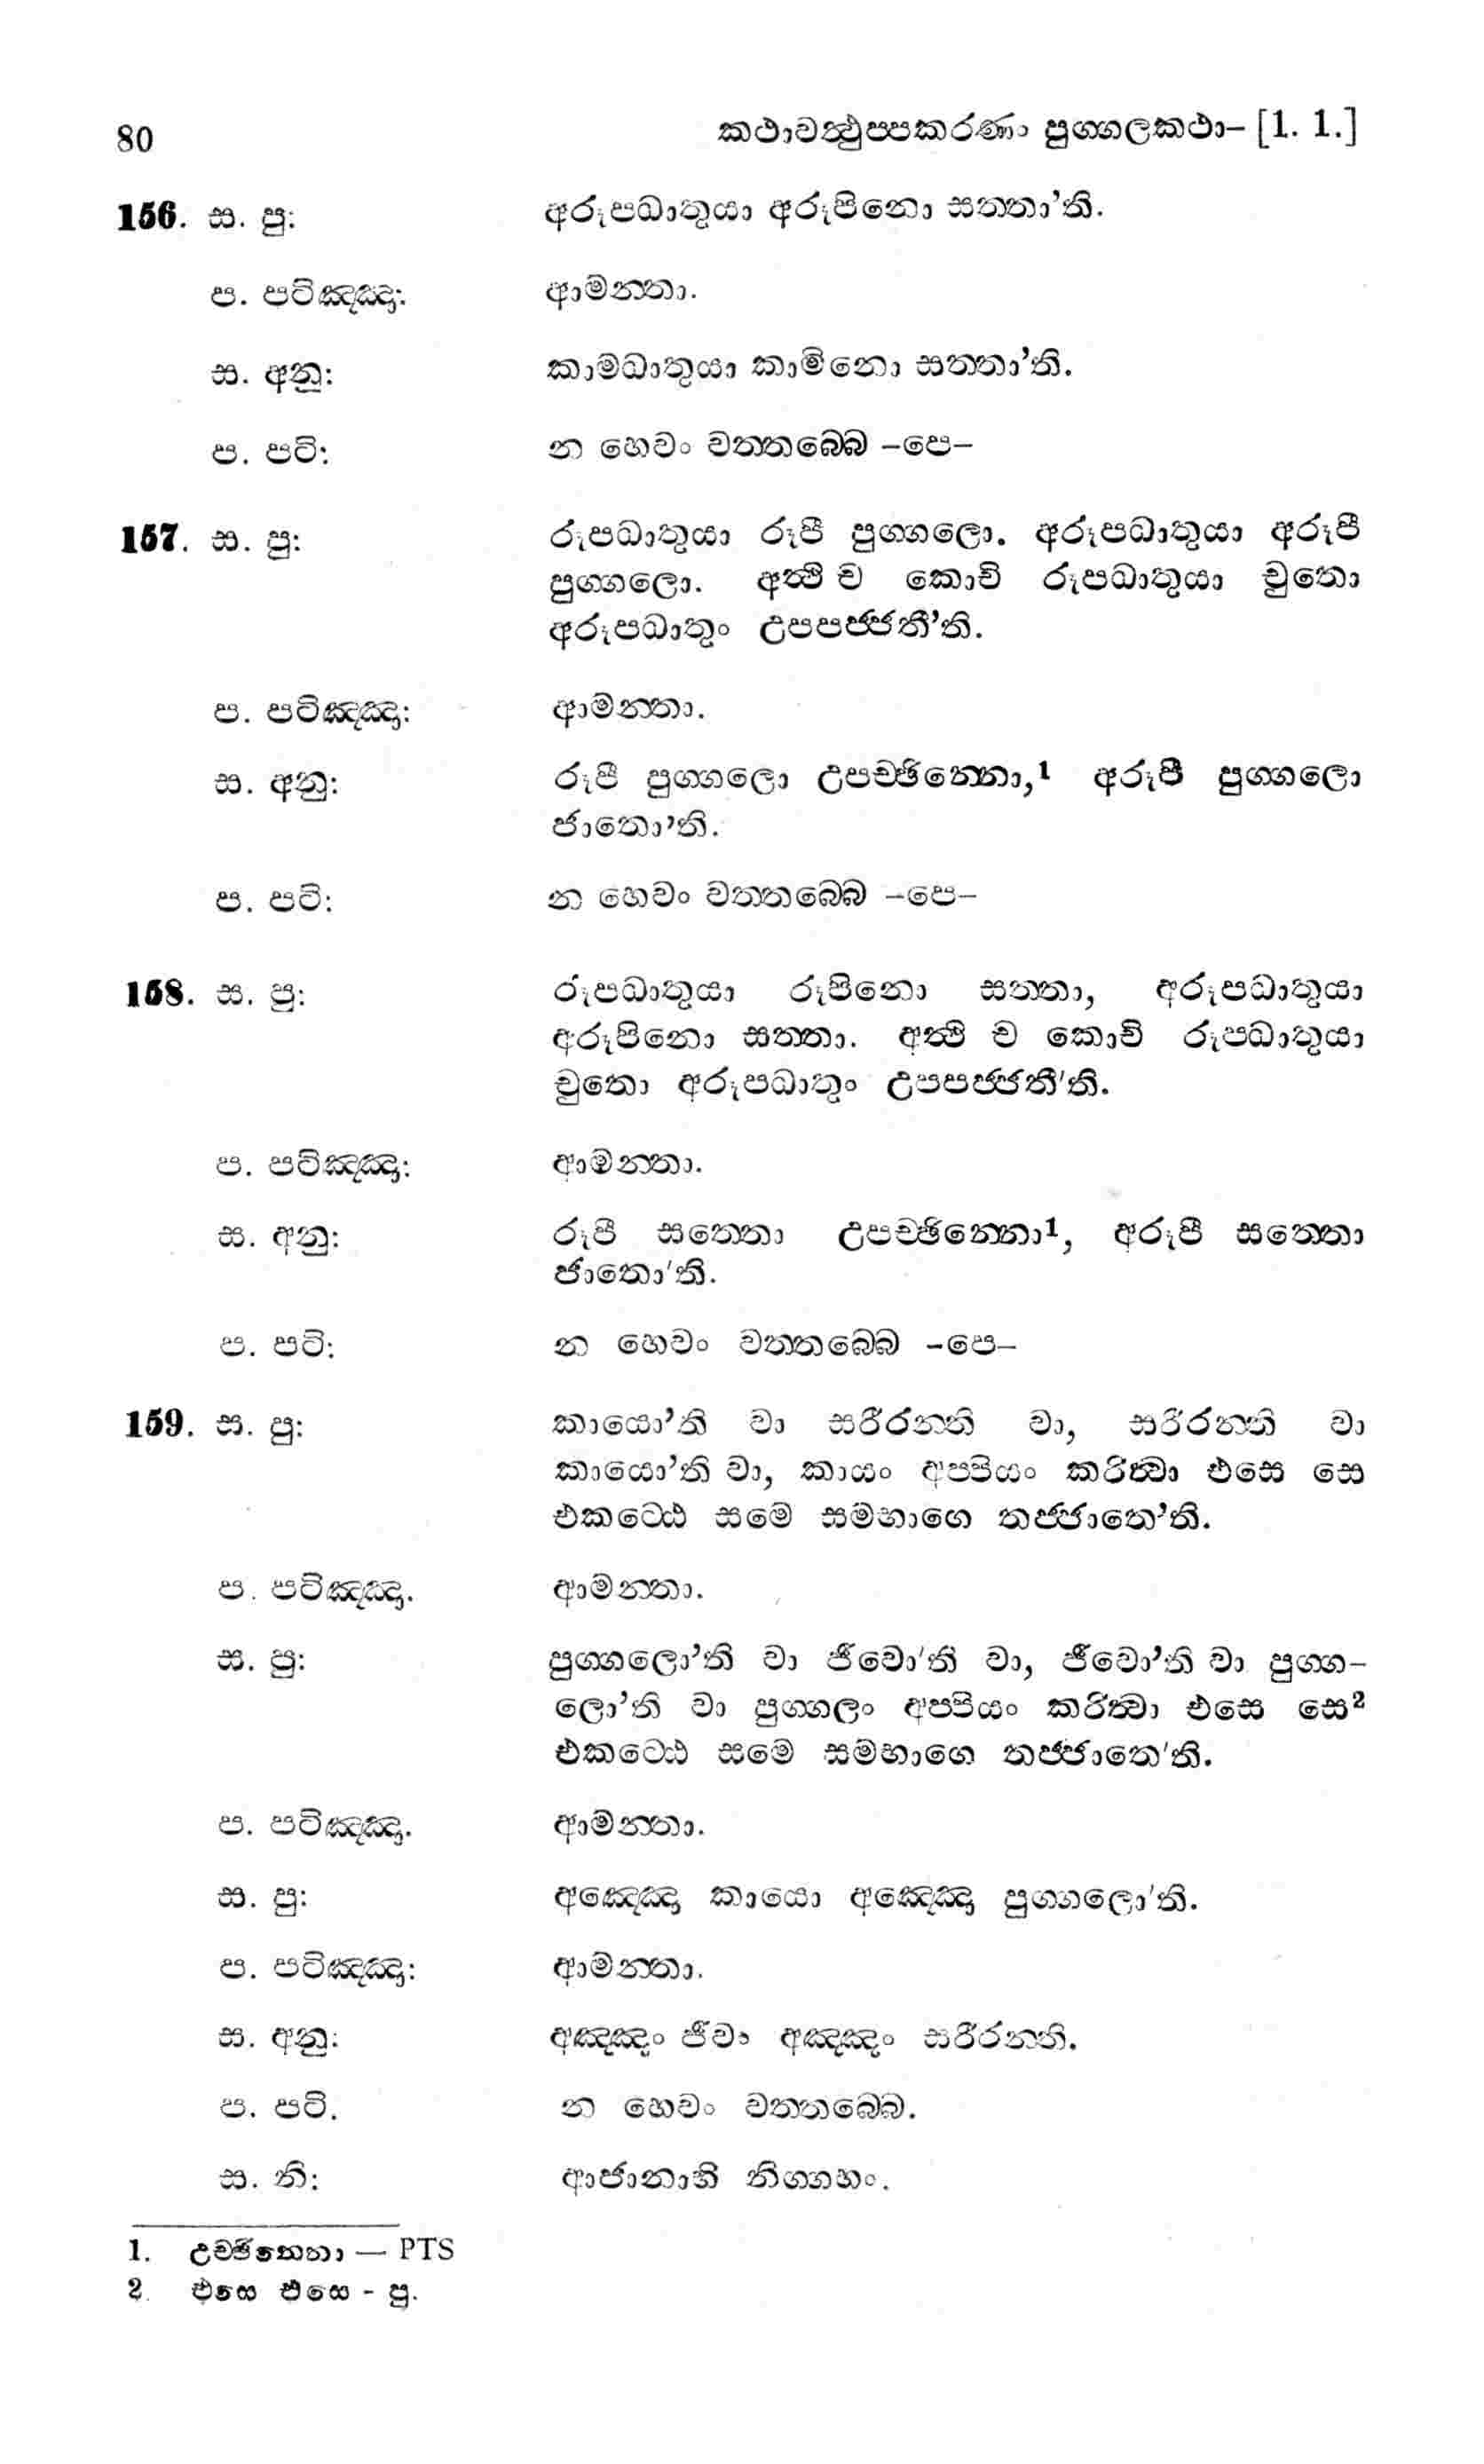 80 කථාවත්‍ථුප්පකරණං පුග්ගලකථා– [1. 1.]
156. ස. පු: අරූපධාතුයා අරූපිනො සත්තා'ති.
ප. පටිඤ්ඤා: ආමන්තා.
ස. අනු: කාමධාතුයා කාමිනො සත්තා'ති.
ප. පටි: න හෙවං වත්තබ්බෙ –පෙ–
157. ස. පු: රූපධාතුයා රූපී පුග්ගලො. අරූපධාතුයා අරූපී
පුග්ගලො. අත්‍ථි ච කොචි රූපධාතුයා චුතො
අරූපධාතුං උපපජ්ජතී'ති.
ප. පටිඤ්ඤා: ආමන්තා.
ස. අනු: රූපී පුග්ගලො උපච්ඡින්නො,1 අරූපී පුග්ගලො
ජාතො'ති.
ප. පටි: න හෙවං වත්තබ්බෙ –පෙ–
158. ස. පු: රූපධාතුයා රූපිනො සත්තා, අරූපධාතුයා
අරූපිනො සත්තා. අත්‍ථි ච කොචි රූපධාතුයා
චුතො අරූපධාතුං උපපජ්ජතී'ති.
ප. පටිඤ්ඤා: ආමන්තා.
ස. අනු: රූපී සත්තො උපච්ඡින්නො1, අරූපී සත්තො
ජාතො'ති.
ප. පටි: න හෙවං වත්තබ්බෙ –පෙ–
159. ස. පු: කායො'ති වා සරීරන්ති වා, සරීරන්ති වා
කායො'ති වා, කායං අප්පියං කරිත්‍වා එසෙ සෙ
එකට්ඨෙ සමෙ සමභාගෙ තජ්ජාතෙ'ති.
ප. පටිඤ්ඤා. ආමන්තා.
ස. පු: පුග්ගලො'ති වා ජීවො'ති වා, ජීවො'ති වා පුග්ග–
ලො'ති වා පුග්ගලං අප්පියං කරිත්‍වා එසෙ සෙ2
එකට්ඨෙ සමෙ සමභාගෙ තජ්ජාතෙ'ති.
ප. පටිඤ්ඤා. ආමන්තා.
ස. පු: අඤ්ඤො කායො අඤ්ඤො පුග්ගලො'ති.
ප. පටිඤ්ඤා: ආමන්තා.
ස. අනු: අඤ්ඤං ජීවං අඤ්ඤං සරීරන්ති.
ප. පටි. න හෙවං වත්තබ්බෙ.
ස. නි: ආජානාහි නිග්ගහං.
1. උච්ඡින්නො — PTS
2. එසෙ එසෙ - පු.